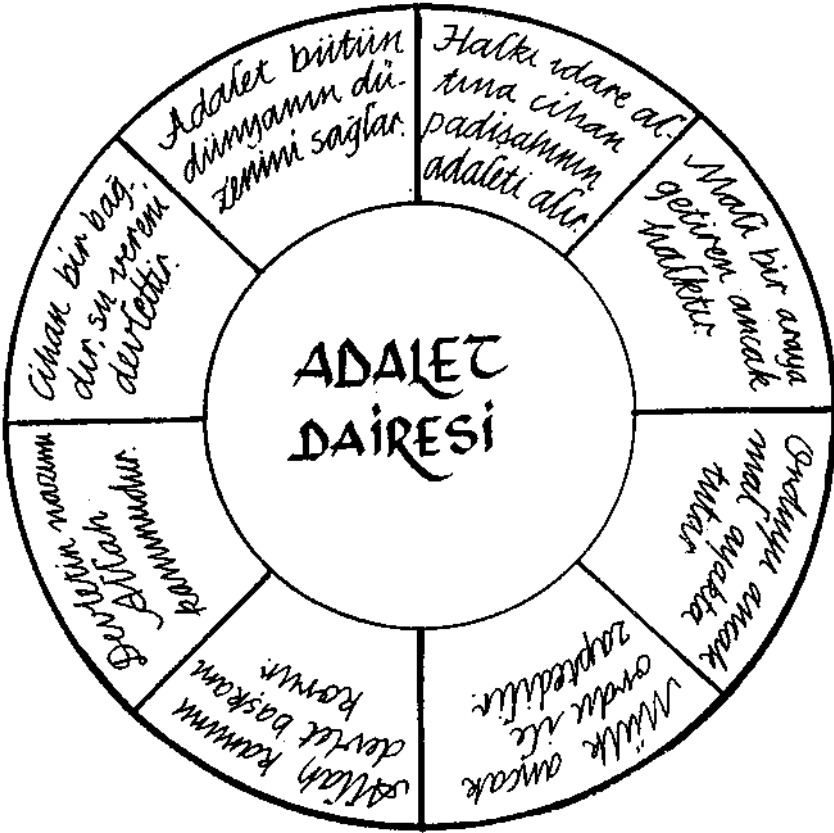 ADALET
DAİRESİ
Adalet bütün
dünyanın dü-
zenini sağlar.
Halkı idare al-
tına cihan
padişahının
adaleti alır.
Malı bir araya
getiren ancak
halktır.
Orduyu ancak
mal ayakta
tutar
Mülk ancak
ordu ile
zaptedilir.
Allah kanunu
devlet başkanı
korur.
Devletin nazımı
Allah
kanunudur.
Cihan bir bağ-
dır, su vereni
devlettir.